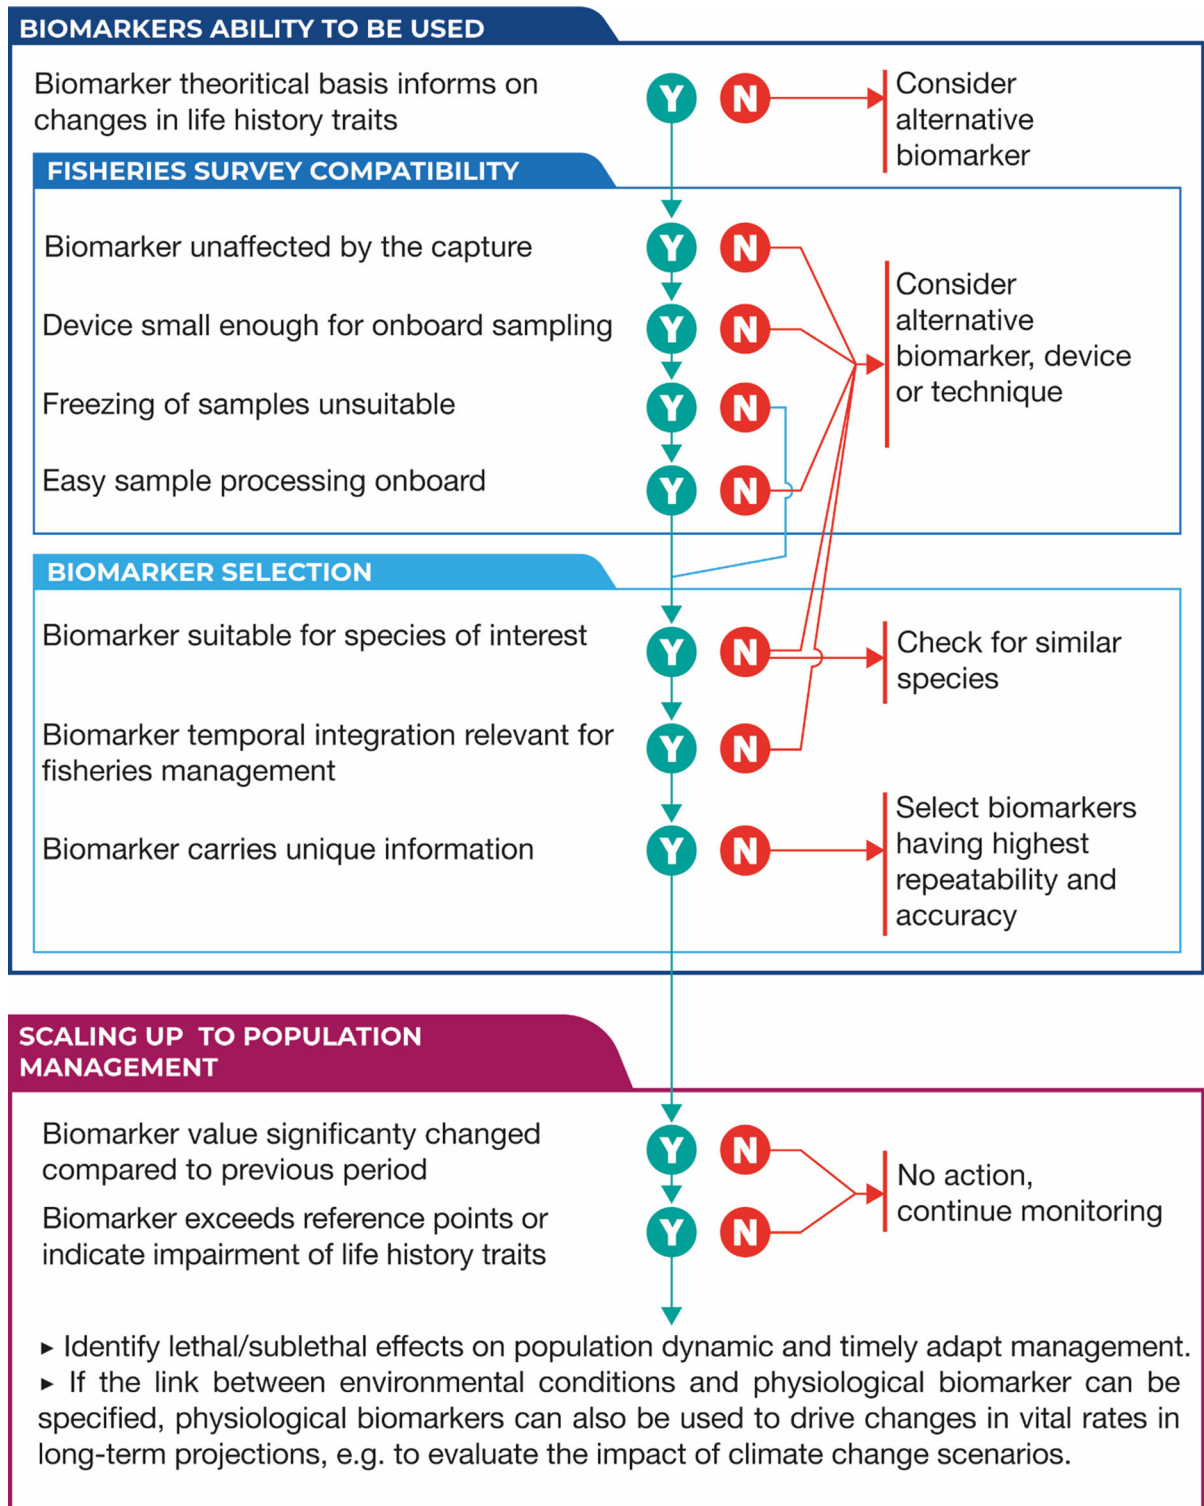 BIOMARKERS ABILITY TO BE USED
Biomarker theoritical basis informs on
changes in life history traits
Y
N
Consider
alternative
biomarker
FISHERIES SURVEY COMPATIBILITY
Biomarker unaffected by the capture
Y
N
Device small enough for onboard sampling
Y
N
Freezing of samples unsuitable
Y
N
Easy sample processing onboard
Y
N
Consider
alternative
biomarker, device
or technique
BIOMARKER SELECTION
Biomarker suitable for species of interest
Y
N
Check for similar
species
Biomarker temporal integration relevant for
fisheries management
Y
N
Biomarker carries unique information
Y
N
Select biomarkers
having highest
repeatability and
accuracy
SCALING UP TO POPULATION
MANAGEMENT
Biomarker value significanty changed
compared to previous period
Y
N
Biomarker exceeds reference points or
indicate impairment of life history traits
Y
N
No action,
continue monitoring
▸ Identify lethal/sublethal effects on population dynamic and timely adapt management.
▸ If the link between environmental conditions and physiological biomarker can be
specified, physiological biomarkers can also be used to drive changes in vital rates in
long-term projections, e.g. to evaluate the impact of climate change scenarios.